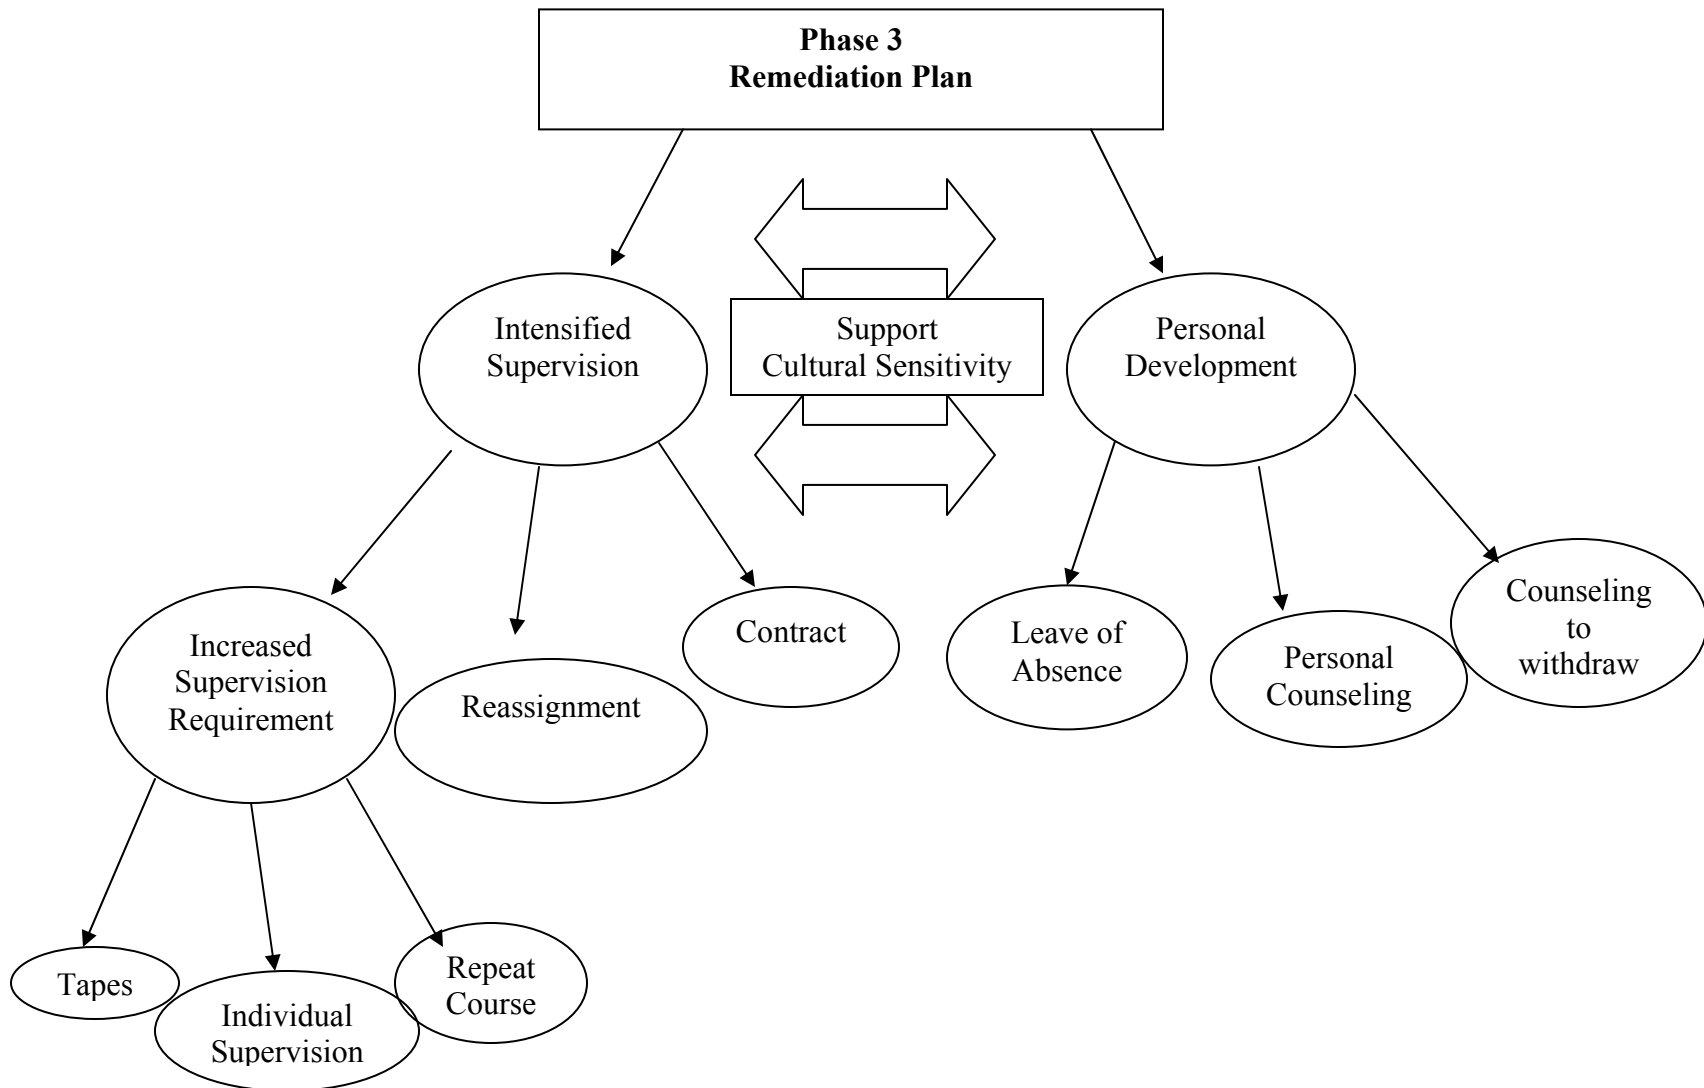 Phase 3
Remediation Plan
Intensified
Supervision
Support
Cultural Sensitivity
Personal
Development
Increased
Supervision
Requirement
Reassignment
Contract
Leave of
Absence
Personal
Counseling
Counseling
to
withdraw
Tapes
Individual
Supervision
Repeat
Course